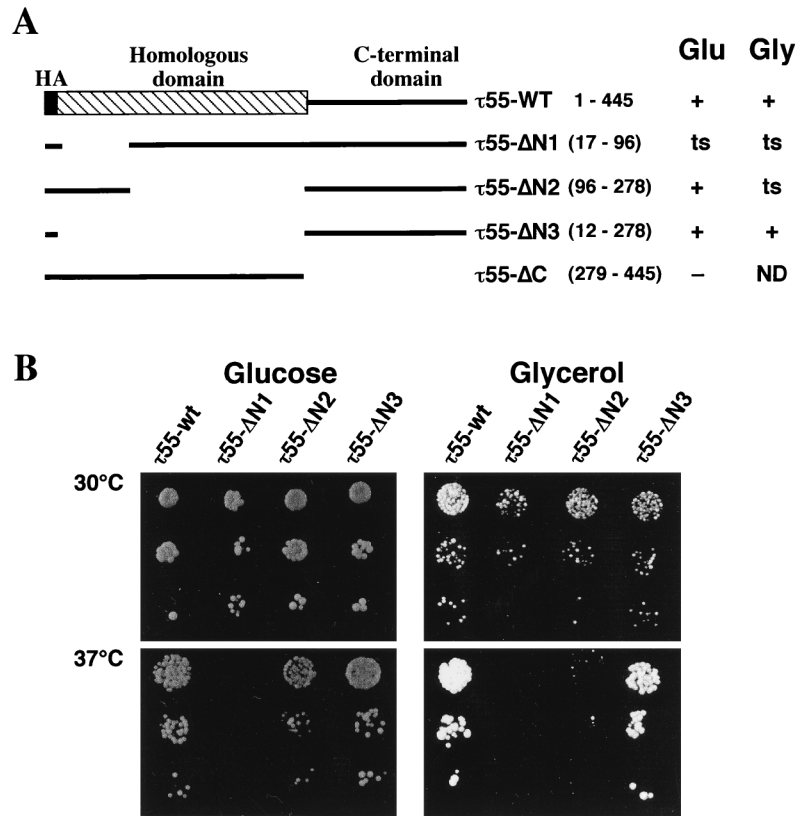 A
Homologous domain
C-terminal domain
HA
Glu Gly
τ55-WT 1 - 445 + +
τ55-ΔN1 (17 - 96) ts ts
τ55-ΔN2 (96 - 278) + ts
τ55-ΔN3 (12 - 278) + +
τ55-ΔC (279 - 445) – ND
B
Glucose Glycerol
τ55-wt τ55-ΔN1 τ55-ΔN2 τ55-ΔN3 τ55-wt τ55-ΔN1 τ55-ΔN2 τ55-ΔN3
30°C
37°C